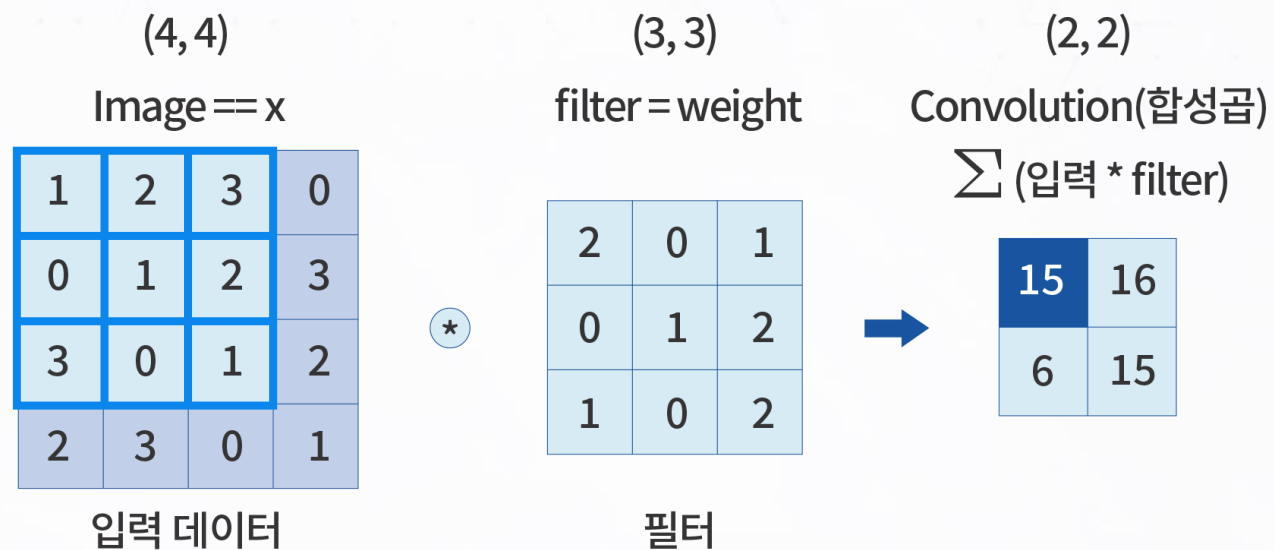 (4, 4)
Image == x
1 2 3 0
0 1 2 3
3 0 1 2
2 3 0 1
입력 데이터
*
(3, 3)
filter = weight
2 0 1
0 1 2
1 0 2
필터
(2, 2)
Convolution(합성곱)
∑ (입력 * filter)
15 16
6 15